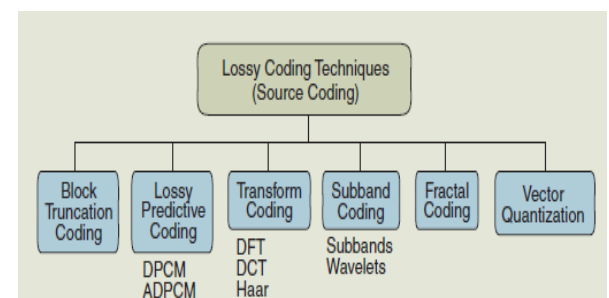 Lossy Coding Techniques
(Source Coding)
Block
Truncation
Coding
Lossy
Predictive
Coding
DPCM
ADPCM
Transform
Coding
DFT
DCT
Haar
Subband
Coding
Subbands
Wavelets
Fractal
Coding
Vector
Quantization